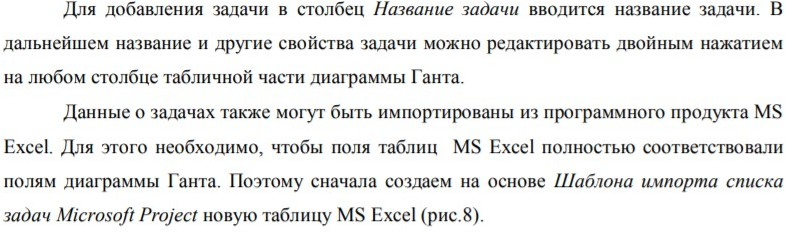 Для добавления задачи в столбец Название задачи вводится название задачи. В
дальнейшем название и другие свойства задачи можно редактировать двойным нажатием
на любом столбце табличной части диаграммы Ганта.
Данные о задачах также могут быть импортированы из программного продукта MS
Excel. Для этого необходимо, чтобы поля таблиц MS Excel полностью соответствовали
полям диаграммы Ганта. Поэтому сначала создаем на основе Шаблона импорта списка
задач Microsoft Project новую таблицу MS Excel (рис.8).